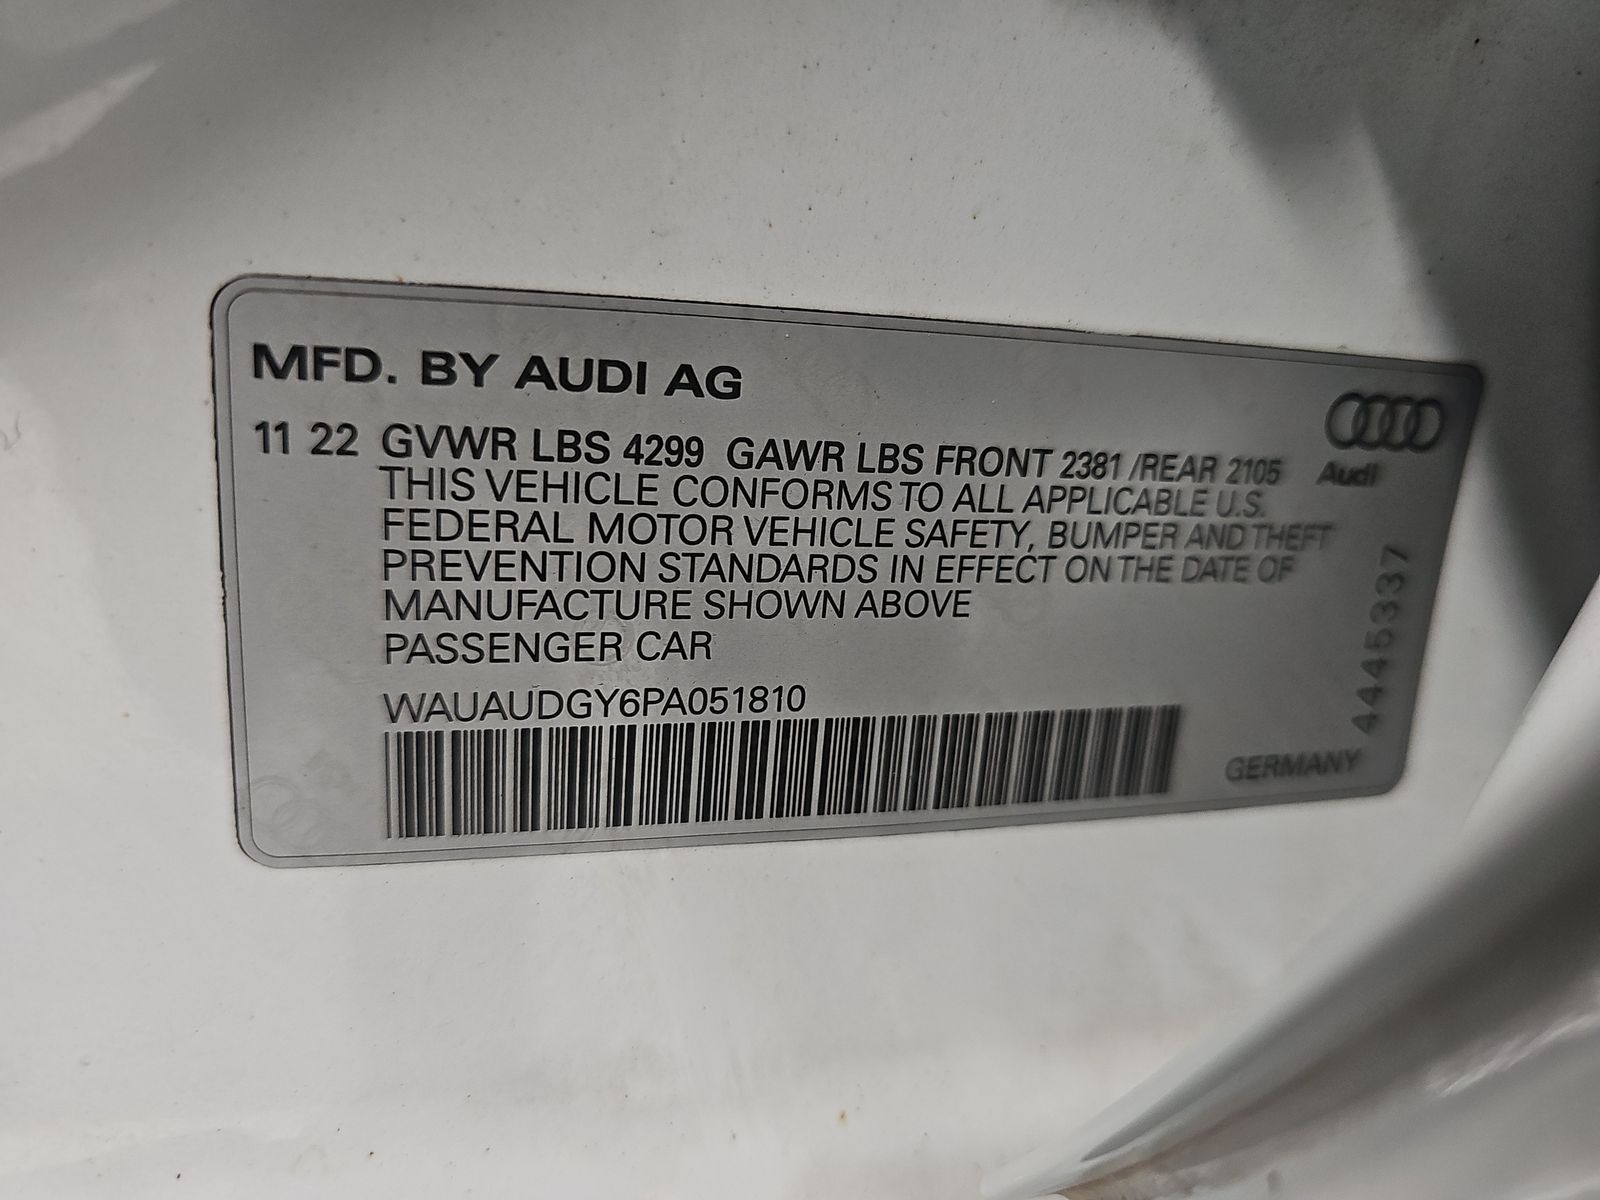 MFD. BY AUDI AG
11 22 GVWR LBS 4299 GAWR LBS FRONT 2381 /REAR 2105
Audi
THIS VEHICLE CONFORMS TO ALL APPLICABLE U.S.
FEDERAL MOTOR VEHICLE SAFETY, BUMPER AND THEFT
PREVENTION STANDARDS IN EFFECT ON THE DATE OF
MANUFACTURE SHOWN ABOVE
PASSENGER CAR
WAUAUDGY6PA051810
GERMANY
4445337